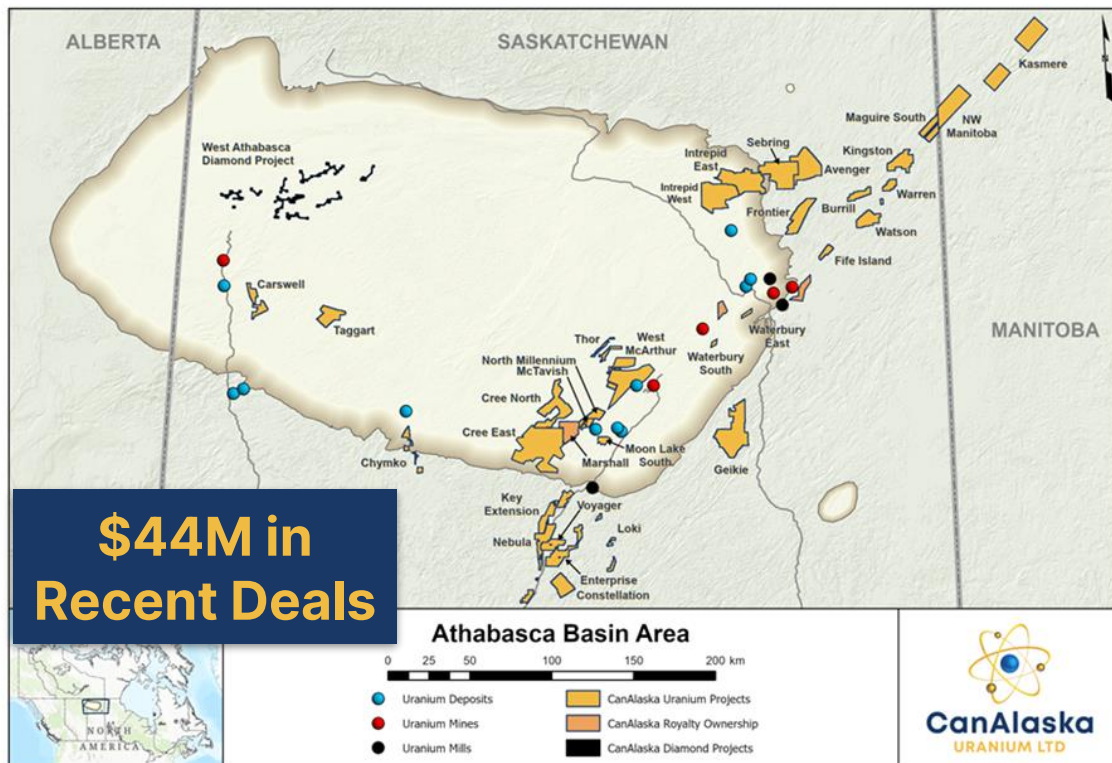 ALBERTA
SASKATCHEWAN
MANITOBA
Kasmere
Maguire South
NW
Manitoba
Kingston
Sebring
Avenger
Intrepid
East
Intrepid
West
Warren
Burrill
Frontier
Watson
Fife Island
West Athabasca
Diamond Project
Carswell
Taggart
Waterbury
East
Waterbury
South
Thor
West
McArthur
North Millennium
McTavish
Cree North
Cree East
Moon Lake
South
Marshall
Geikie
Chymko
Key
Extension
Voyager
Loki
Nebula
Enterprise
Constellation
$44M in
Recent Deals
Athabasca Basin Area
0 25 50 100 150 200 km
Uranium Deposits
Uranium Mines
Uranium Mills
CanAlaska Uranium Projects
CanAlaska Royalty Ownership
CanAlaska Diamond Projects
NORTH
AMERICA
CanAlaska
URANIUM LTD